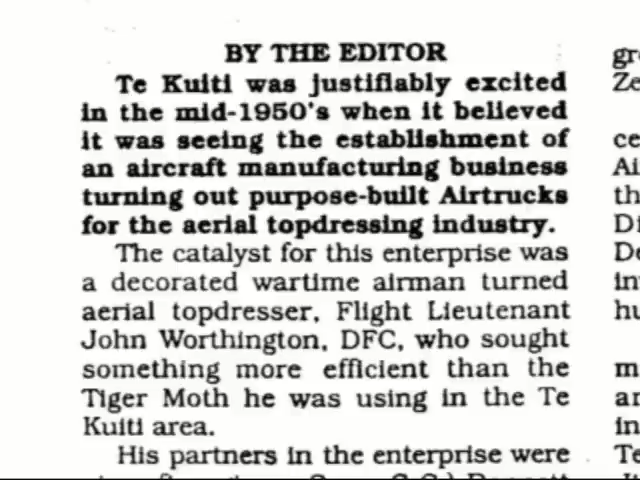 BY THE EDITOR
Te Kuiti was justifiably excited
in the mid-1950's when it believed
it was seeing the establishment of
an aircraft manufacturing business
turning out purpose-built Airtrucks
for the aerial topdressing industry.
The catalyst for this enterprise was
a decorated wartime airman turned
aerial topdresser, Flight Lieutenant
John Worthington, DFC, who sought
something more efficient than the
Tiger Moth he was using in the Te
Kuiti area.
His partners in the enterprise were